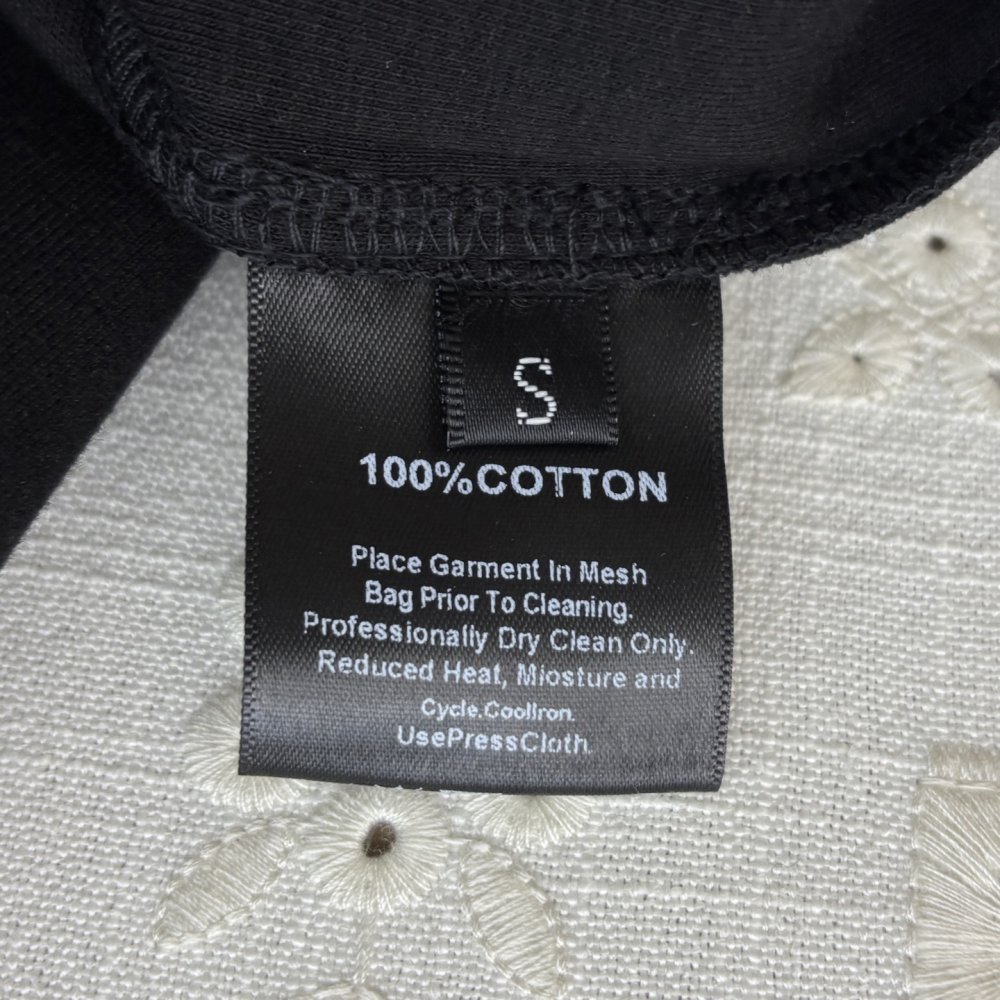 S
100%COTTON
Place Garment In Mesh
Bag Prior To Cleaning.
Professionally Dry Clean Only.
Reduced Heat, Miosture and
Cycle.CoolIron.
UsePressCloth